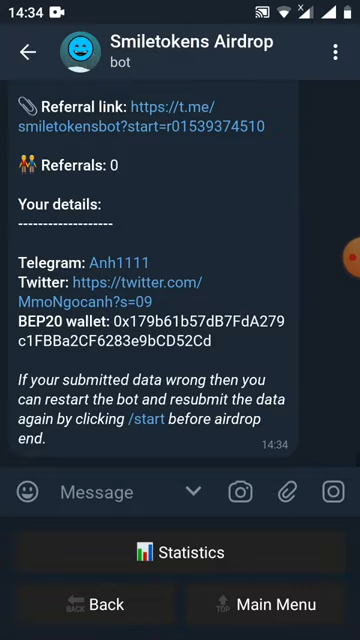 14:34
Smiletokens Airdrop
bot
Referral link: https://t.me/
smiletokensbot?start=r01539374510
Referrals: 0
Your details:
-------------------
Telegram: Anh1111
Twitter: https://twitter.com/
MmoNgocanh?s=09
BEP20 wallet: 0x179b61b57dB7FdA279
c1FBBa2CF6283e9bCD52Cd
If your submitted data wrong then you
can restart the bot and resubmit the data
again by clicking /start before airdrop
end.
14:34
Message
Statistics
BACK Back
TOP Main Menu